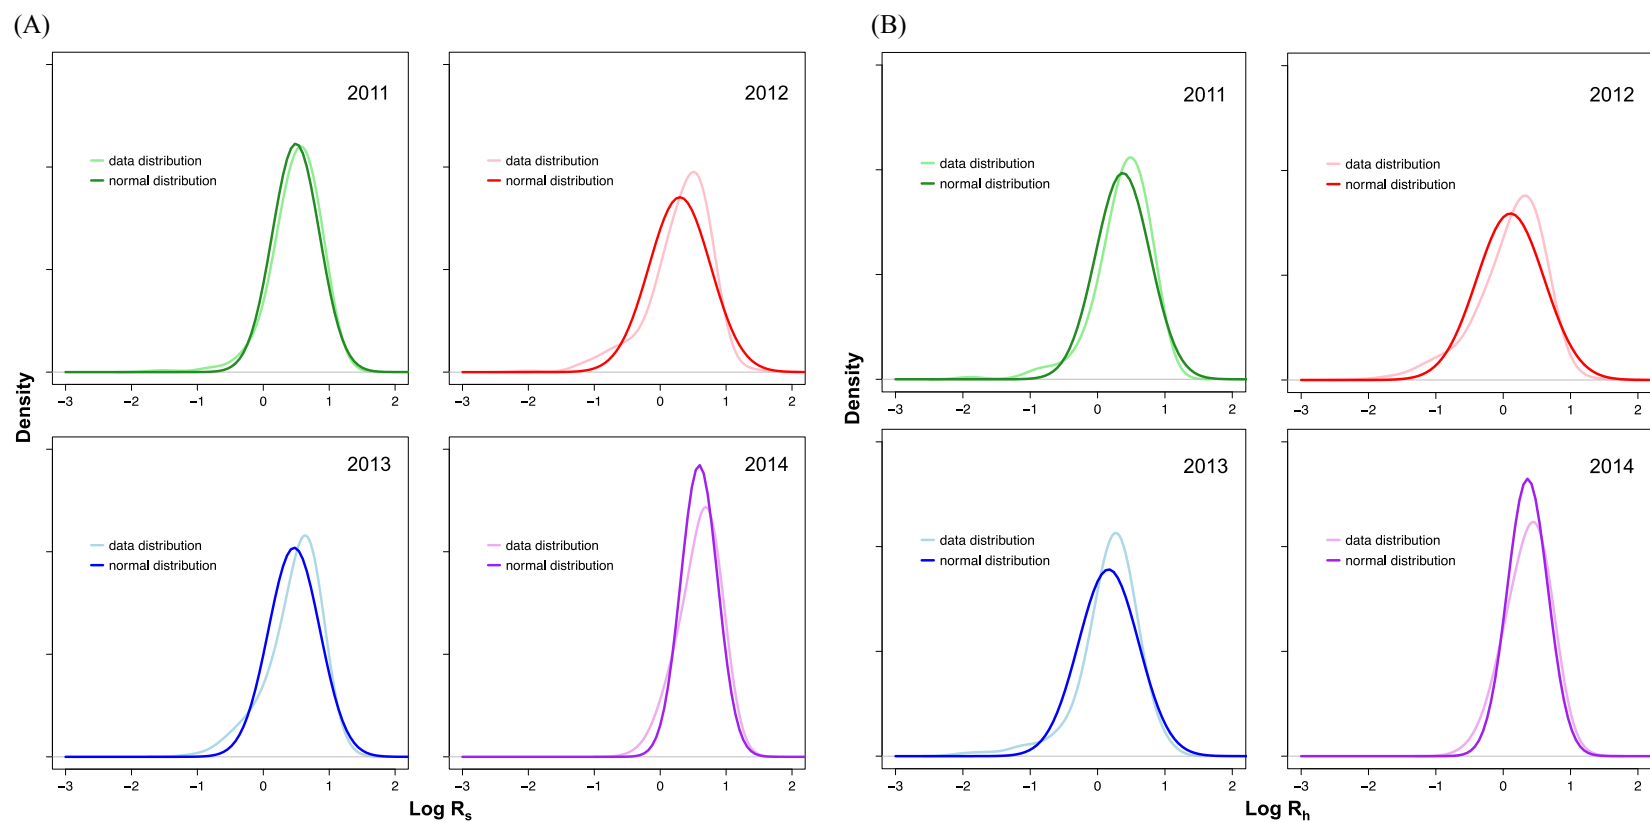 (A)
(B)
2011
data distribution
normal distribution
−3 −2 −1 0 1 2
2012
data distribution
normal distribution
−3 −2 −1 0 1 2
2011
data distribution
normal distribution
−3 −2 −1 0 1 2
2012
data distribution
normal distribution
−3 −2 −1 0 1 2
Density
Density
2013
data distribution
normal distribution
−3 −2 −1 0 1 2
2014
data distribution
normal distribution
−3 −2 −1 0 1 2
2013
data distribution
normal distribution
−3 −2 −1 0 1 2
2014
data distribution
normal distribution
−3 −2 −1 0 1 2
Log Rs
Log Rh